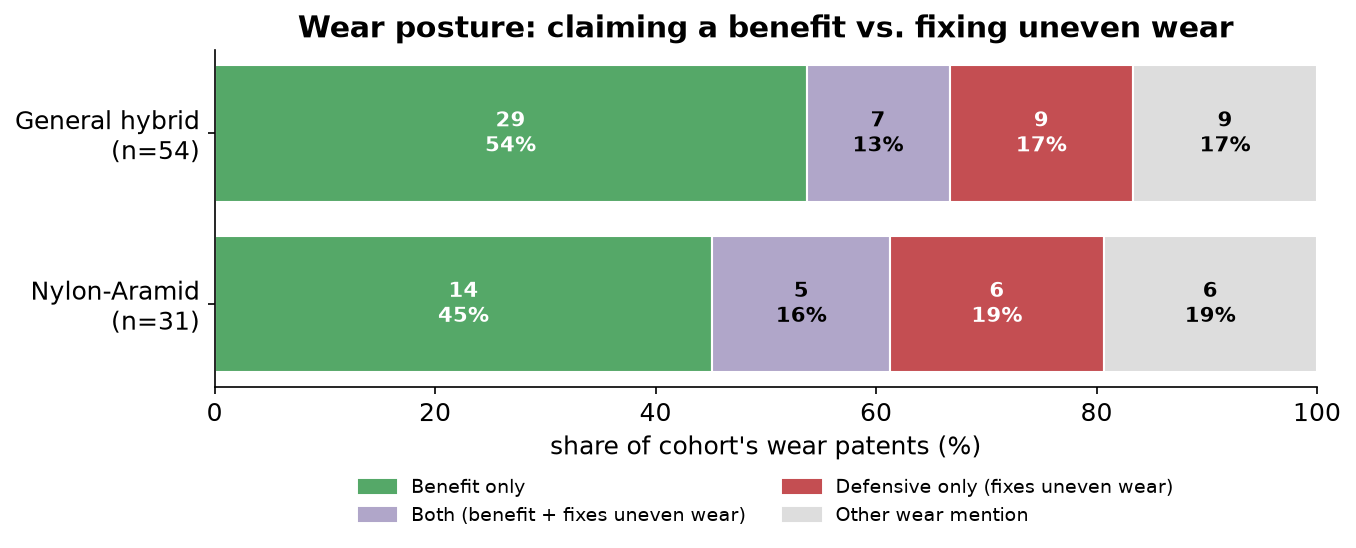 Wear posture: claiming a benefit vs. fixing uneven wear
General hybrid
(n=54)
29
54%
7
13%
9
17%
9
17%
Nylon-Aramid
(n=31)
14
45%
5
16%
6
19%
6
19%
0 20 40 60 80 100
share of cohort's wear patents (%)
Benefit only
Both (benefit + fixes uneven wear)
Defensive only (fixes uneven wear)
Other wear mention